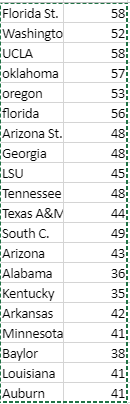 Florida St. 58
Washingto 52
UCLA 58
oklahoma 57
oregon 53
florida 56
Arizona St. 48
Georgia 48
LSU 45
Tennessee 48
Texas A&M 44
South C. 49
Arizona 43
Alabama 36
Kentucky 35
Arkansas 42
Minnesota 41
Baylor 38
Louisiana 41
Auburn 41